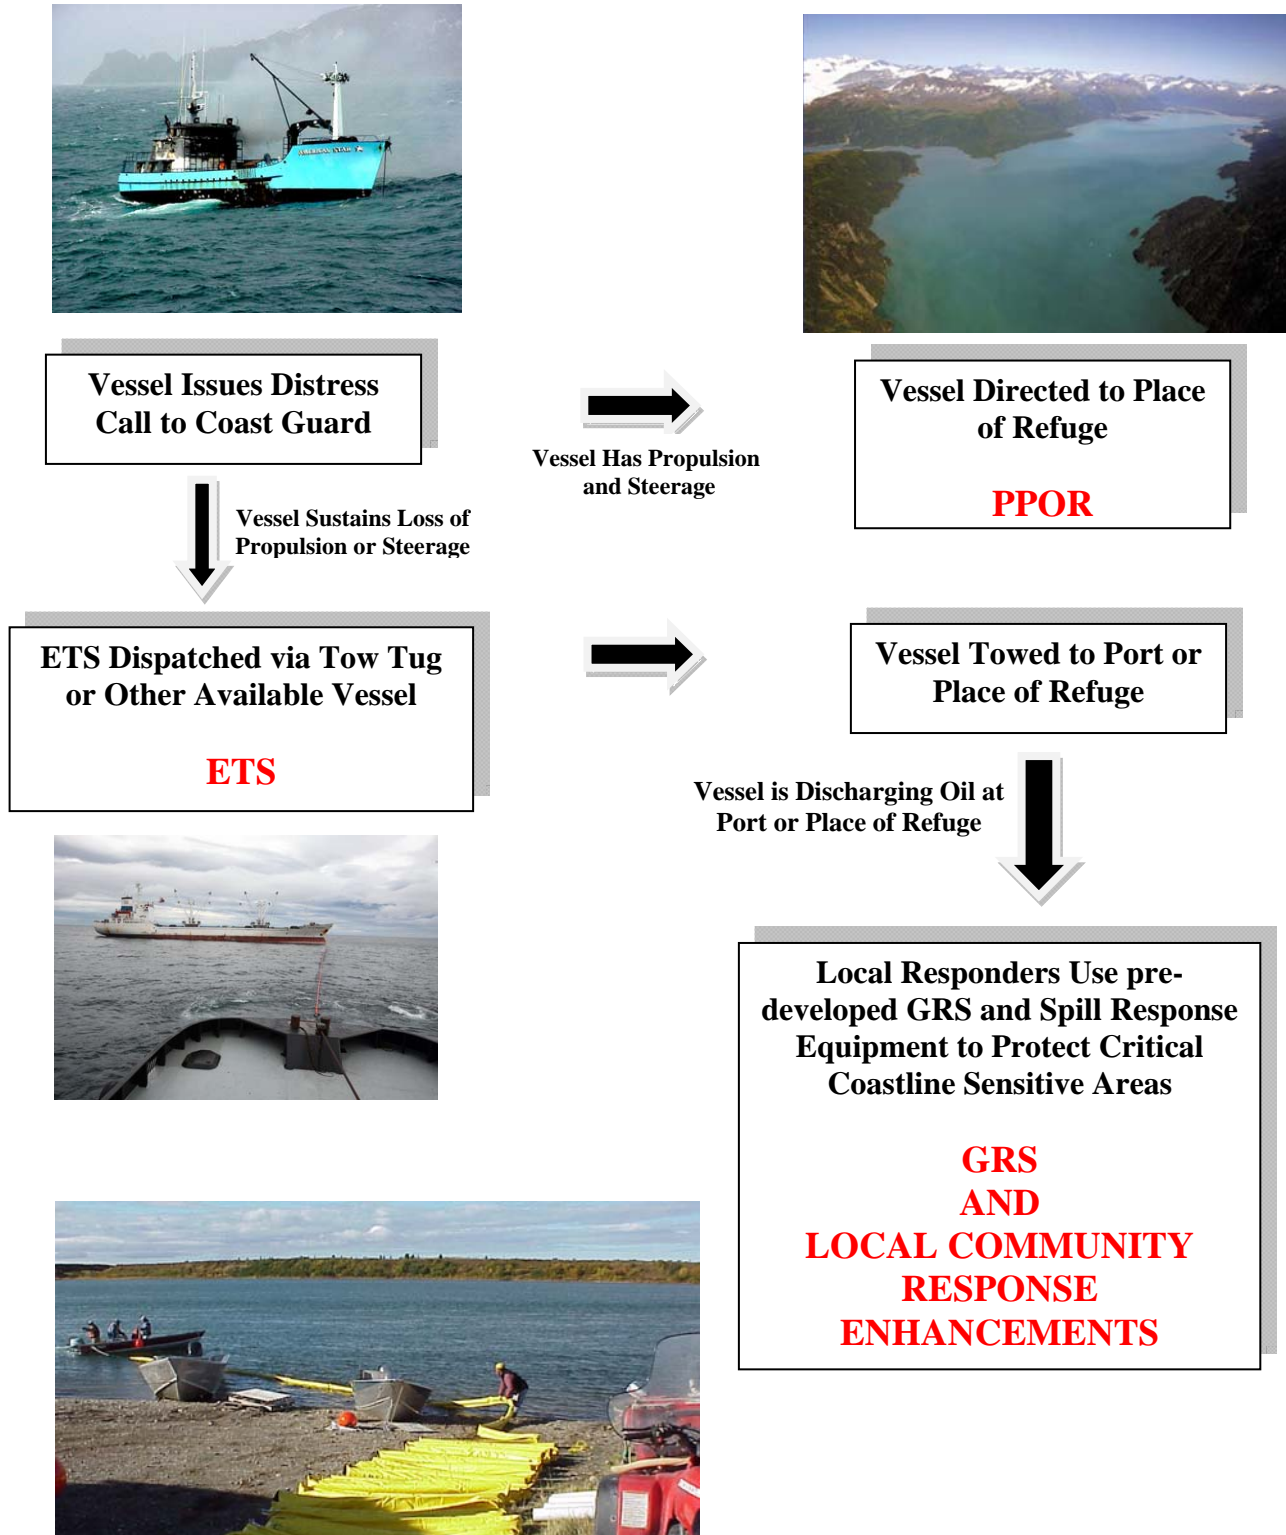 AMERICAN STAR
Vessel Issues Distress
Call to Coast Guard
Vessel Has Propulsion
and Steerage
Vessel Directed to Place
of Refuge
PPOR
Vessel Sustains Loss of
Propulsion or Steerage
ETS Dispatched via Tow Tug
or Other Available Vessel
ETS
Vessel Towed to Port or
Place of Refuge
Vessel is Discharging Oil at
Port or Place of Refuge
Local Responders Use pre-
developed GRS and Spill Response
Equipment to Protect Critical
Coastline Sensitive Areas
GRS
AND
LOCAL COMMUNITY
RESPONSE
ENHANCEMENTS